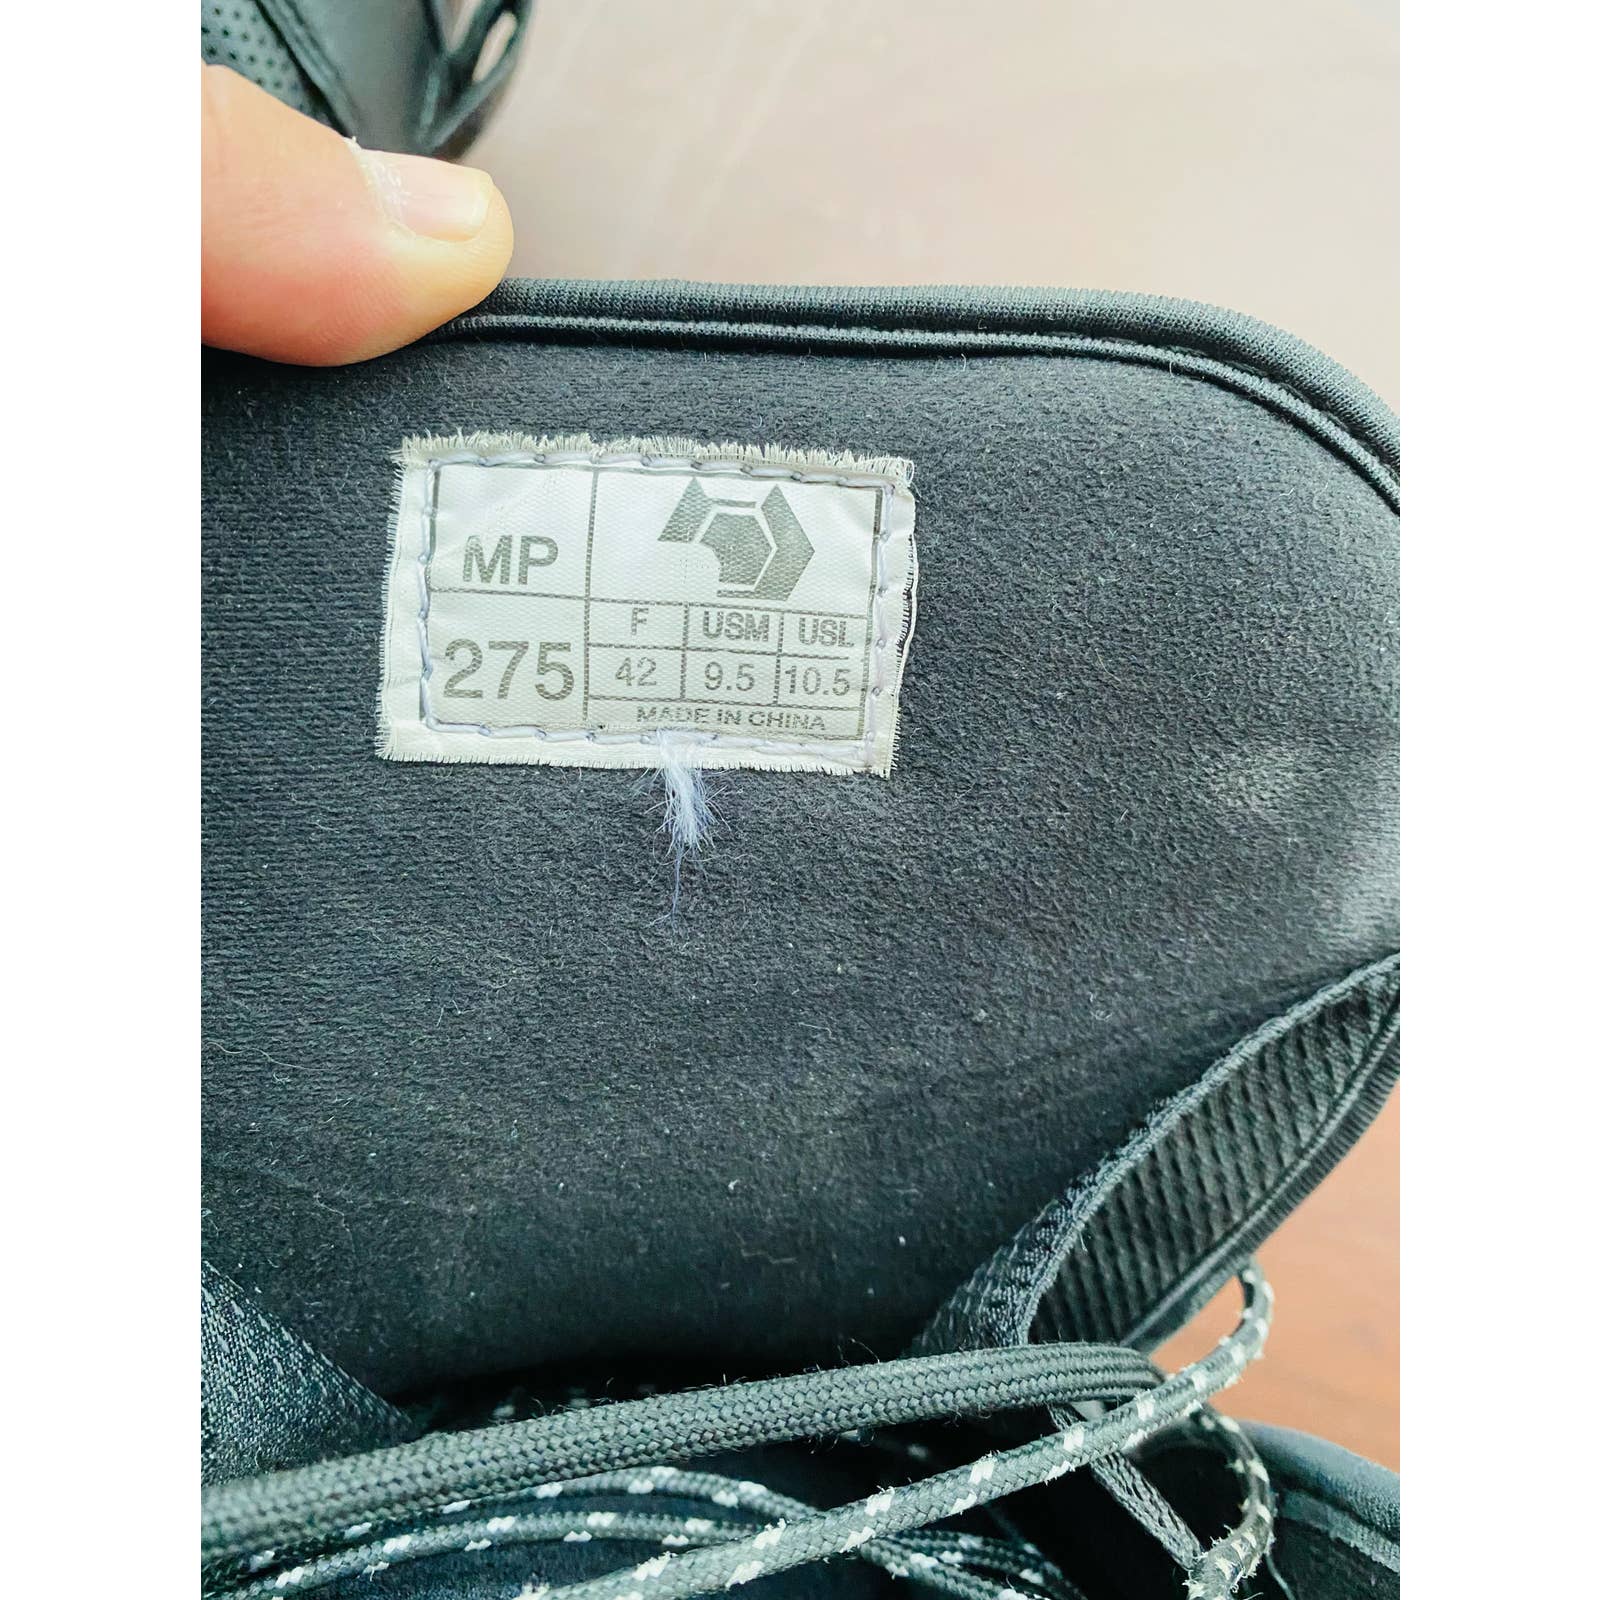 MP
275
F USM USL
42 9.5 10.5
MADE IN CHINA